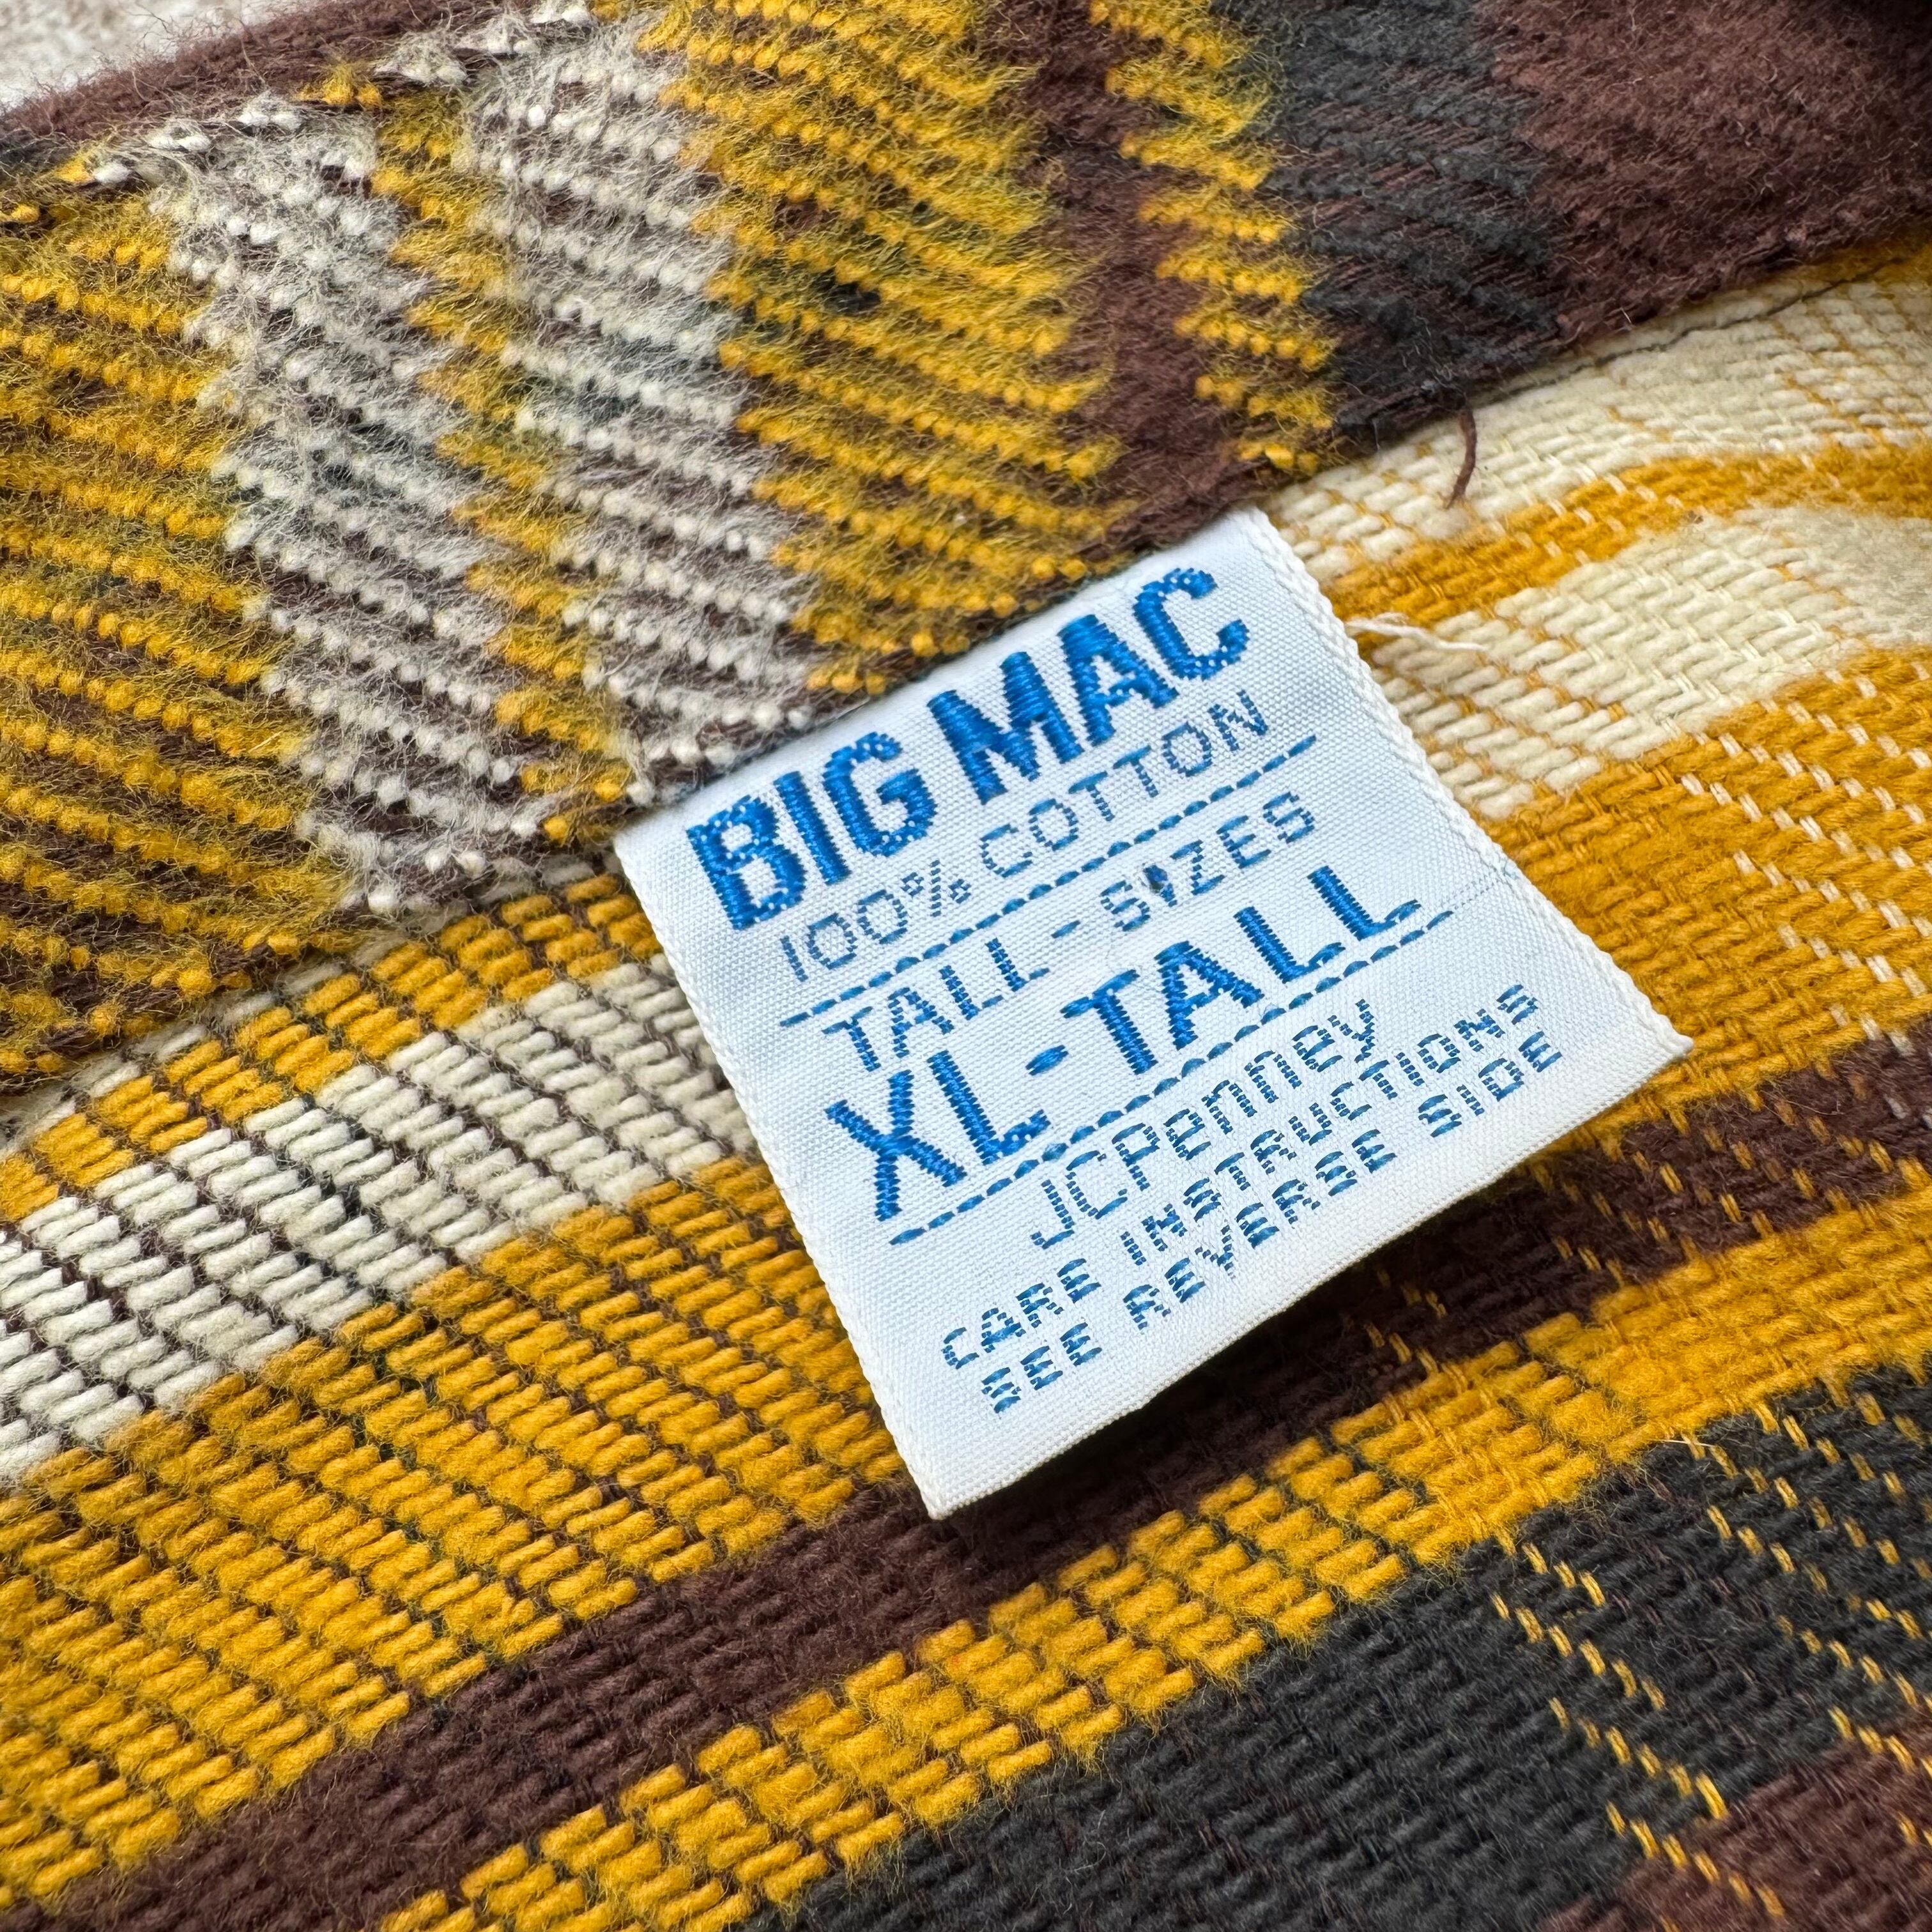 BIG MAC
100% COTTON
TALL-SIZES
XL-TALL
JCPenney
CARE INSTRUCTIONS
SEE REVERSE SIDE